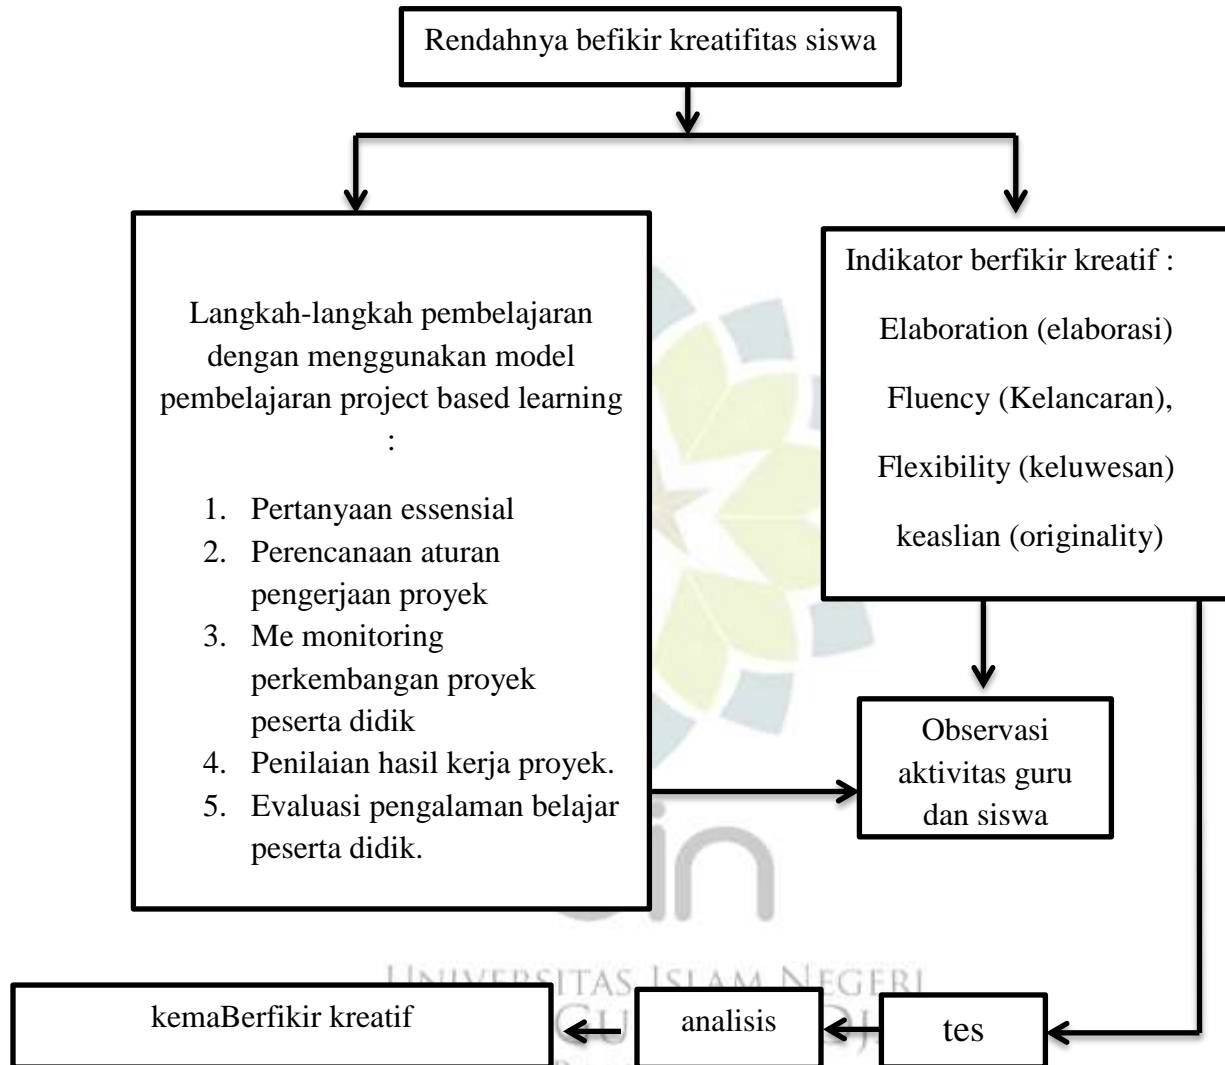 Rendahnya befikir kreatifitas siswa
Langkah-langkah pembelajaran
dengan menggunakan model
pembelajaran project based learning
:
1. Pertanyaan essensial
2. Perencanaan aturan
pengerjaan proyek
3. Me monitoring
perkembangan proyek
peserta didik
4. Penilaian hasil kerja proyek.
5. Evaluasi pengalaman belajar
peserta didik.
Indikator berfikir kreatif :
Elaboration (elaborasi)
Fluency (Kelancaran),
Flexibility (keluwesan)
keaslian (originality)
Observasi
aktivitas guru
dan siswa
UNIVERSITAS ISLAM NEGERI
kemaBerfikir kreatif
analisis
tes